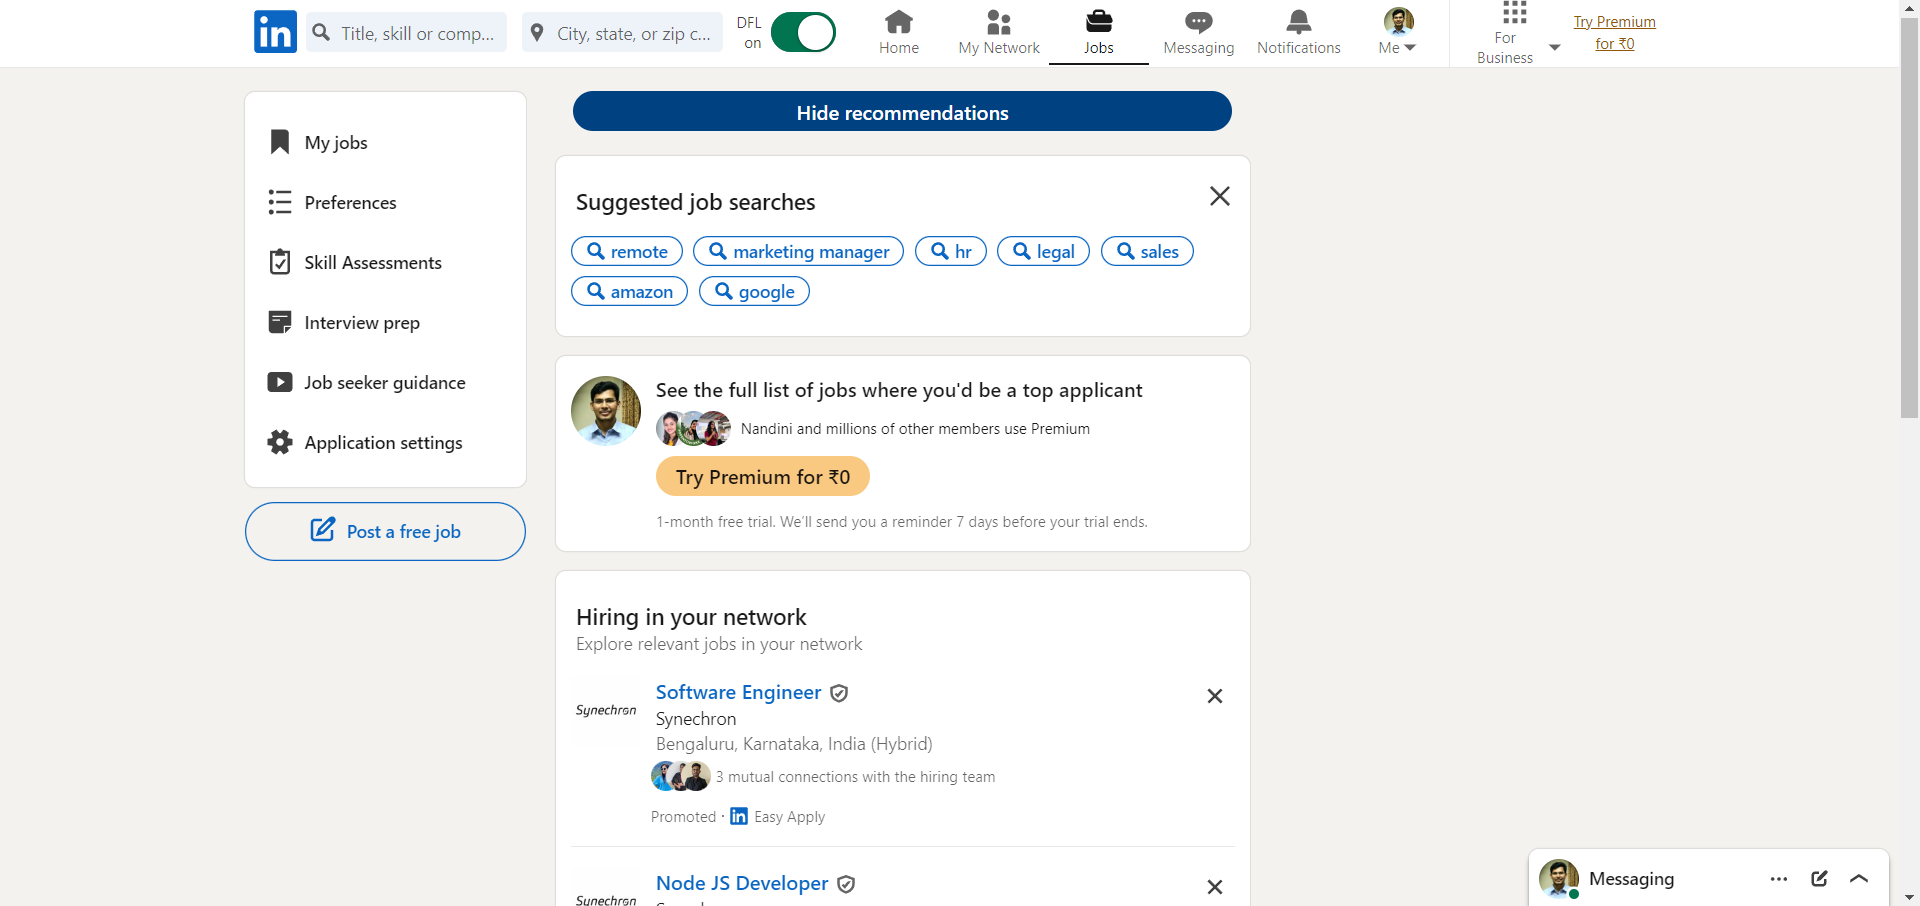 in
Title, skill or comp...
City, state, or zip c...
DFL
on
Home
My Network
Jobs
Messaging
Notifications
Me
For
Business
Try Premium
for ₹0
My jobs
Preferences
Skill Assessments
Interview prep
Job seeker guidance
Application settings
Post a free job
Hide recommendations
Suggested job searches
remote
marketing manager
hr
legal
sales
amazon
google
See the full list of jobs where you'd be a top applicant
Nandini and millions of other members use Premium
Try Premium for ₹0
1-month free trial. We'll send you a reminder 7 days before your trial ends.
Hiring in your network
Explore relevant jobs in your network
Synechron
Software Engineer
Synechron
Bengaluru, Karnataka, India (Hybrid)
3 mutual connections with the hiring team
Promoted · in Easy Apply
Synechron
Node JS Developer
Messaging